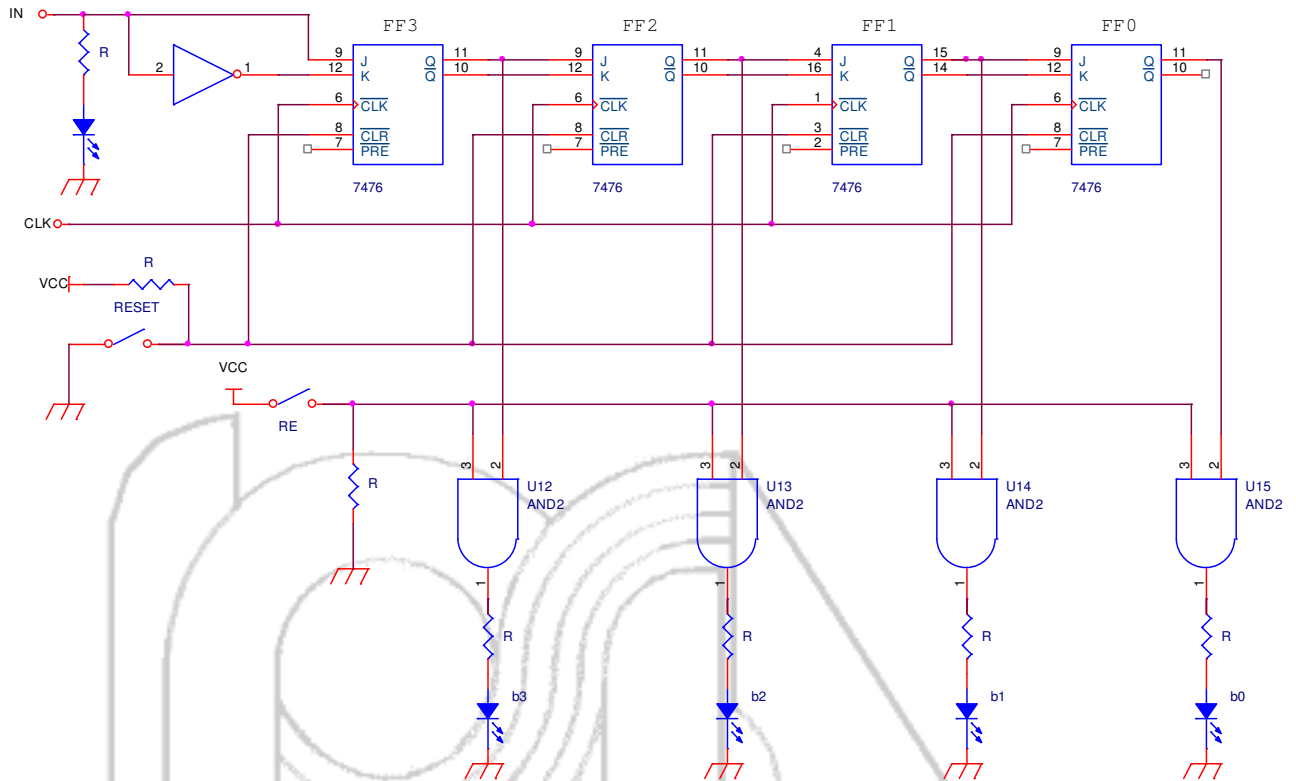 IN
FF3 FF2 FF1 FF0
R
2 1
9 J Q 11
12 K Q 10
6 CLK
8 CLR
7 PRE
7476
9 J Q 11
12 K Q 10
6 CLK
8 CLR
7 PRE
7476
4 J Q 15
16 K Q 14
1 CLK
3 CLR
2 PRE
7476
9 J Q 11
12 K Q 10
6 CLK
8 CLR
7 PRE
7476
CLK
R
VCC
RESET
VCC
RE
R
3 2
U12
AND2
1
R
b3
3 2
U13
AND2
1
R
b2
3 2
U14
AND2
1
R
b1
3 2
U15
AND2
1
R
b0